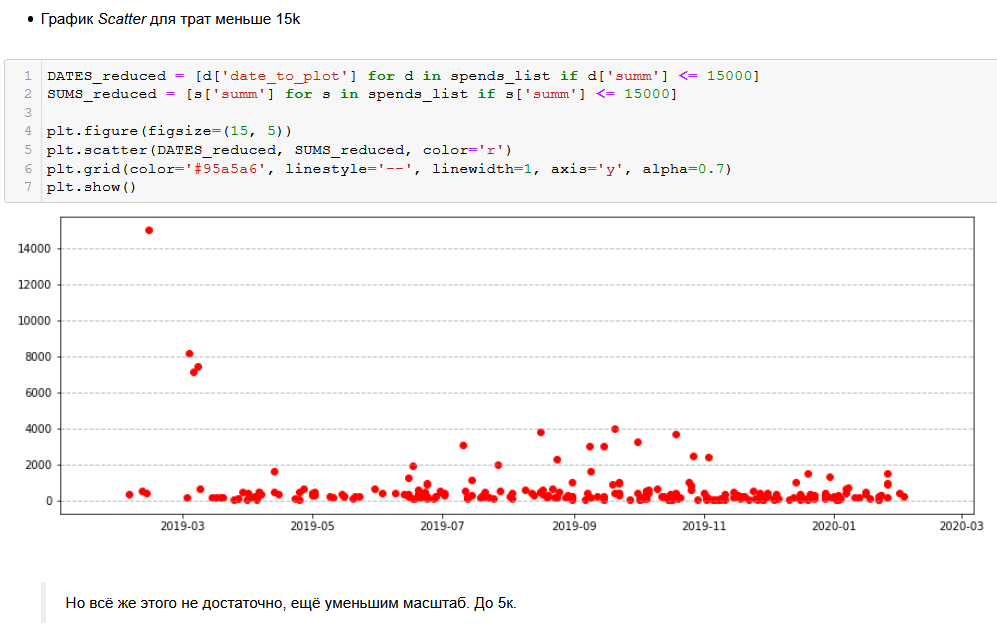 • График Scatter для трат меньше 15k
1 DATES_reduced = [d['date_to_plot'] for d in spends_list if d['summ'] <= 15000]
2 SUMS_reduced = [s['summ'] for s in spends_list if s['summ'] <= 15000]
3
4 plt.figure(figsize=(15, 5))
5 plt.scatter(DATES_reduced, SUMS_reduced, color='r')
6 plt.grid(color='#95a5a6', linestyle='--', linewidth=1, axis='y', alpha=0.7)
7 plt.show()
14000
12000
10000
8000
6000
4000
2000
0
2019-03 2019-05 2019-07 2019-09 2019-11 2020-01 2020-03
Но всё же этого не достаточно, ещё уменьшим масштаб. До 5к.